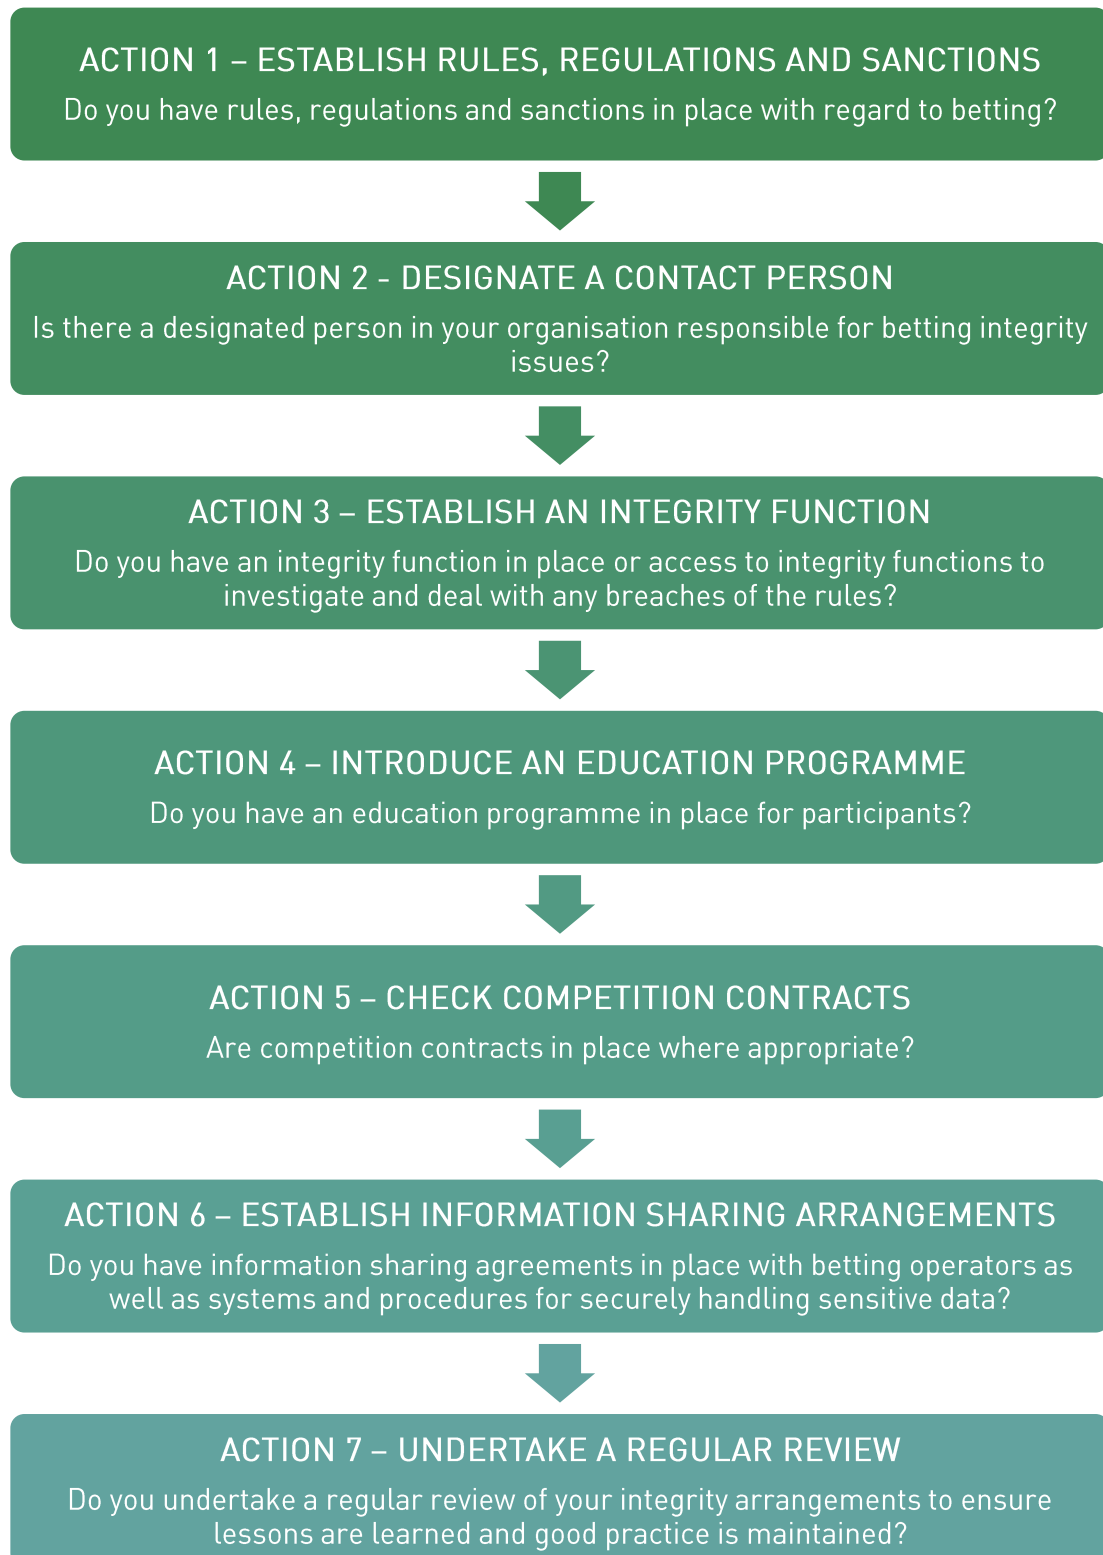 ACTION 1 – ESTABLISH RULES, REGULATIONS AND SANCTIONS
Do you have rules, regulations and sanctions in place with regard to betting?
ACTION 2 - DESIGNATE A CONTACT PERSON
Is there a designated person in your organisation responsible for betting integrity
issues?
ACTION 3 – ESTABLISH AN INTEGRITY FUNCTION
Do you have an integrity function in place or access to integrity functions to
investigate and deal with any breaches of the rules?
ACTION 4 – INTRODUCE AN EDUCATION PROGRAMME
Do you have an education programme in place for participants?
ACTION 5 – CHECK COMPETITION CONTRACTS
Are competition contracts in place where appropriate?
ACTION 6 – ESTABLISH INFORMATION SHARING ARRANGEMENTS
Do you have information sharing agreements in place with betting operators as
well as systems and procedures for securely handling sensitive data?
ACTION 7 – UNDERTAKE A REGULAR REVIEW
Do you undertake a regular review of your integrity arrangements to ensure
lessons are learned and good practice is maintained?